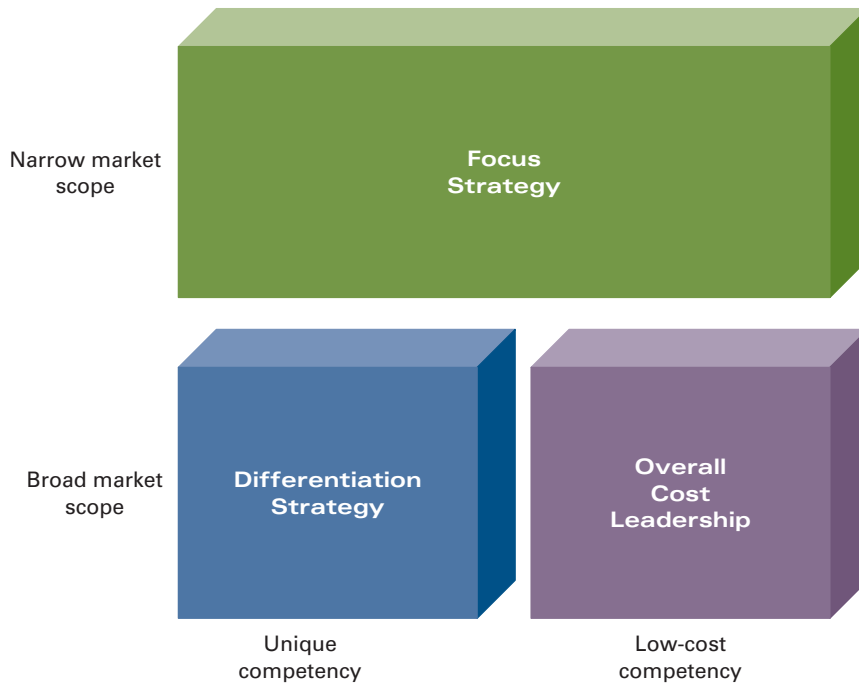 Narrow market
scope
Focus
Strategy
Broad market
scope
Differentiation
Strategy
Overall
Cost
Leadership
Unique
competency
Low-cost
competency